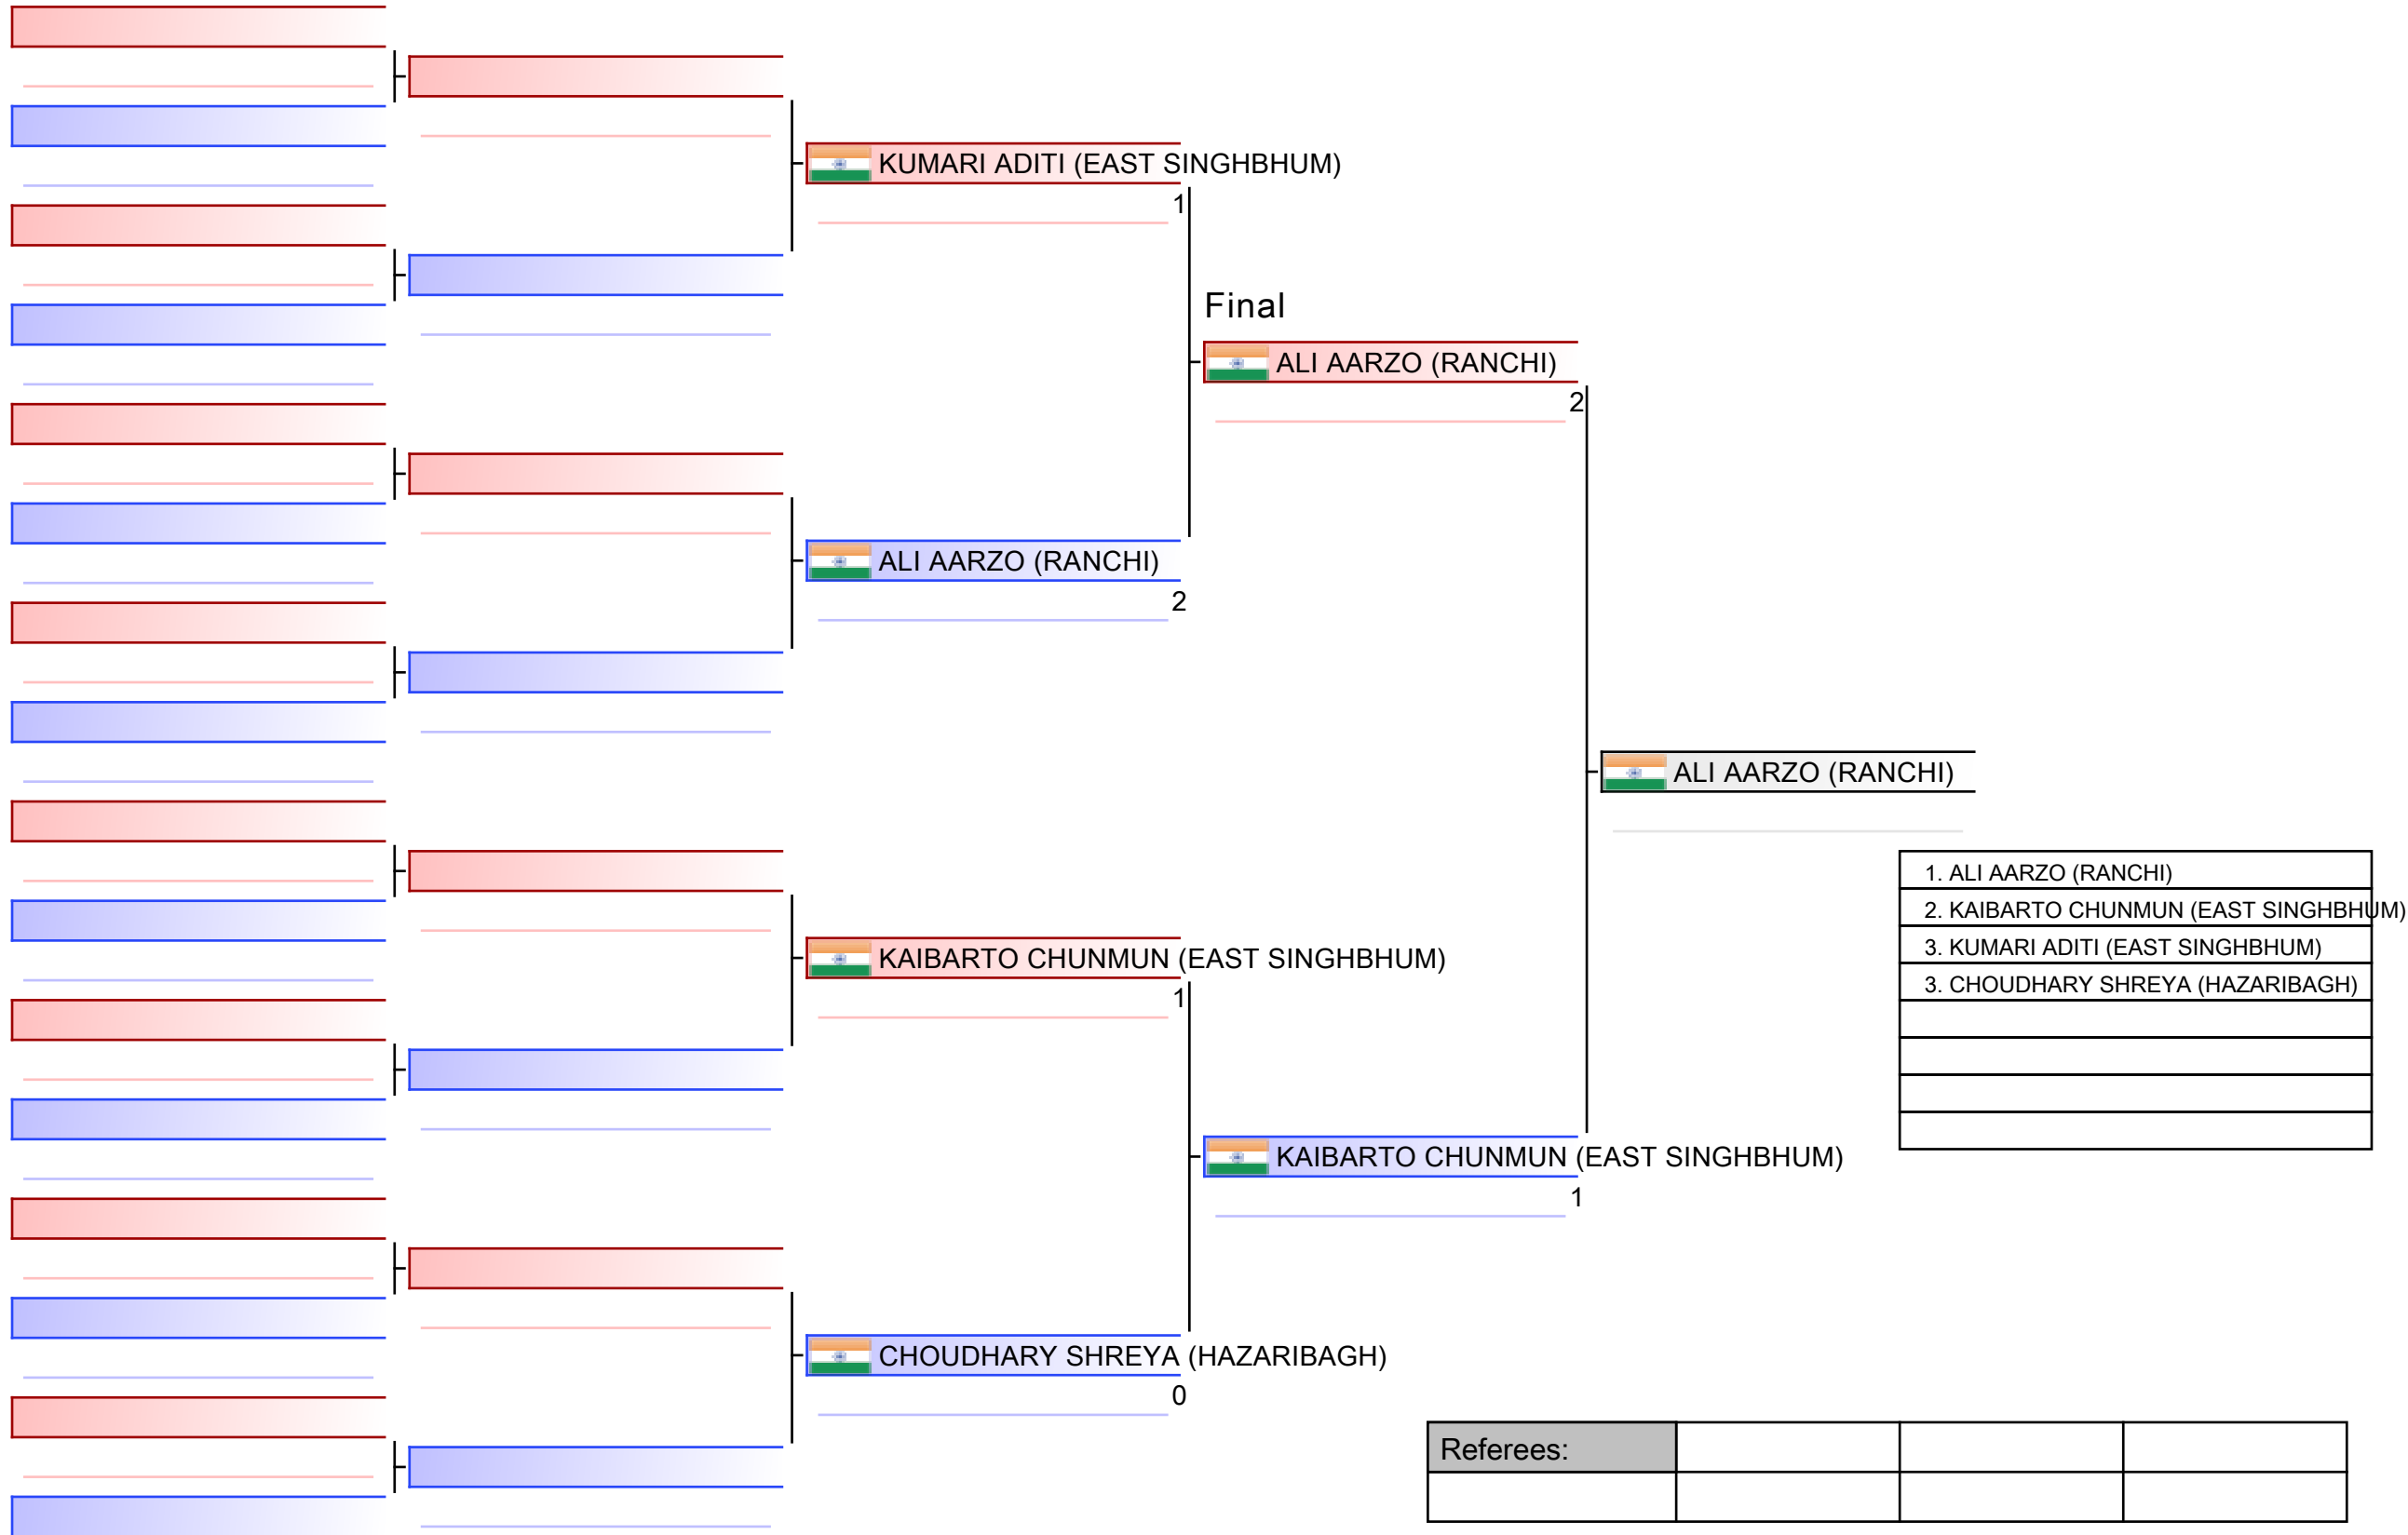 KUMARI ADITI (EAST SINGHBHUM)
1
Final
ALI AARZO (RANCHI)
2
ALI AARZO (RANCHI)
2
ALI AARZO (RANCHI)
1. ALI AARZO (RANCHI)
2. KAIBARTO CHUNMUN (EAST SINGHBHUM)
3. KUMARI ADITI (EAST SINGHBHUM)
3. CHOUDHARY SHREYA (HAZARIBAGH)
KAIBARTO CHUNMUN (EAST SINGHBHUM)
1
KAIBARTO CHUNMUN (EAST SINGHBHUM)
1
CHOUDHARY SHREYA (HAZARIBAGH)
0
Referees: